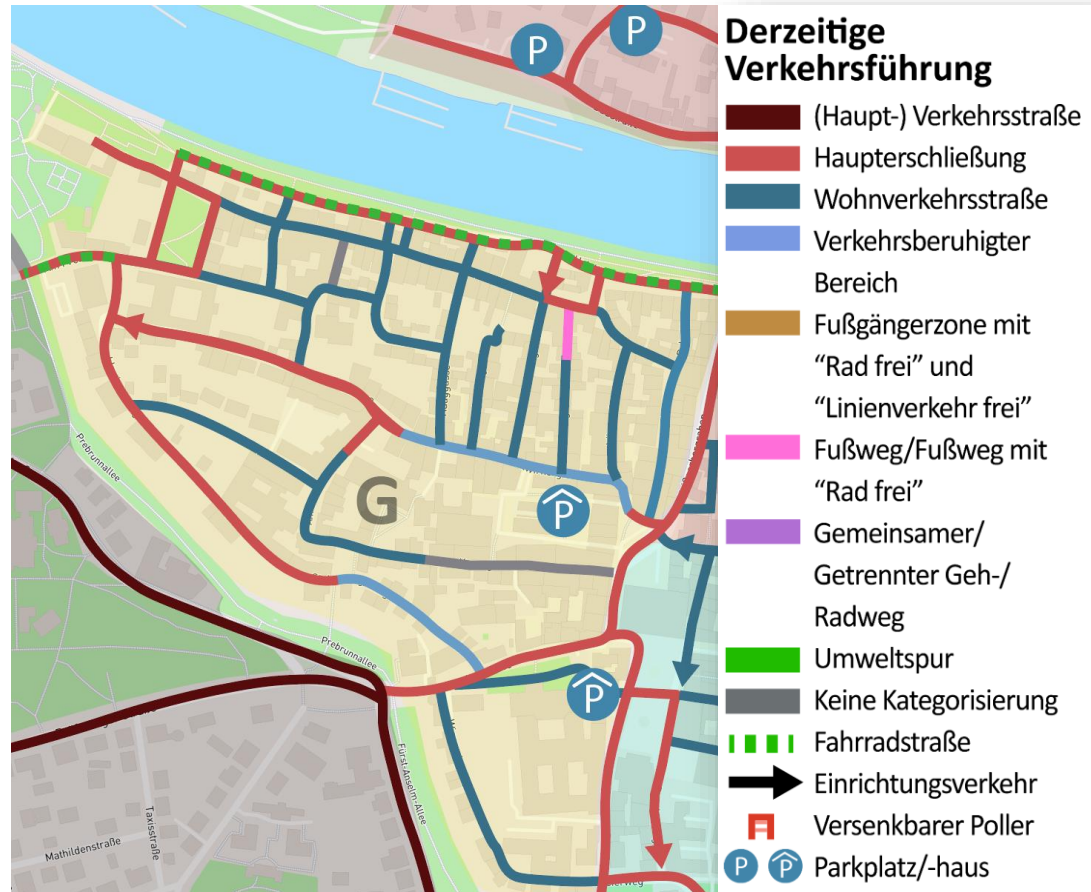 P
P
Derzeitige
Verkehrsführung
(Haupt-) Verkehrsstraße
Haupterschließung
Wohnverkehrsstraße
Verkehrsberuhigter
Bereich
Fußgängerzone mit
“Rad frei” und
“Linienverkehr frei”
Fußweg/Fußweg mit
“Rad frei”
Gemeinsamer/
Getrennter Geh-/
Radweg
Umweltspur
Keine Kategorisierung
Fahrradstraße
Einrichtungsverkehr
Versenkbarer Poller
P P Parkplatz/-haus
Prebrunnallee
G
P
Prebrunnallee
P
Fürst-Anselm-Allee
Taxisstraße
Mathildenstraße